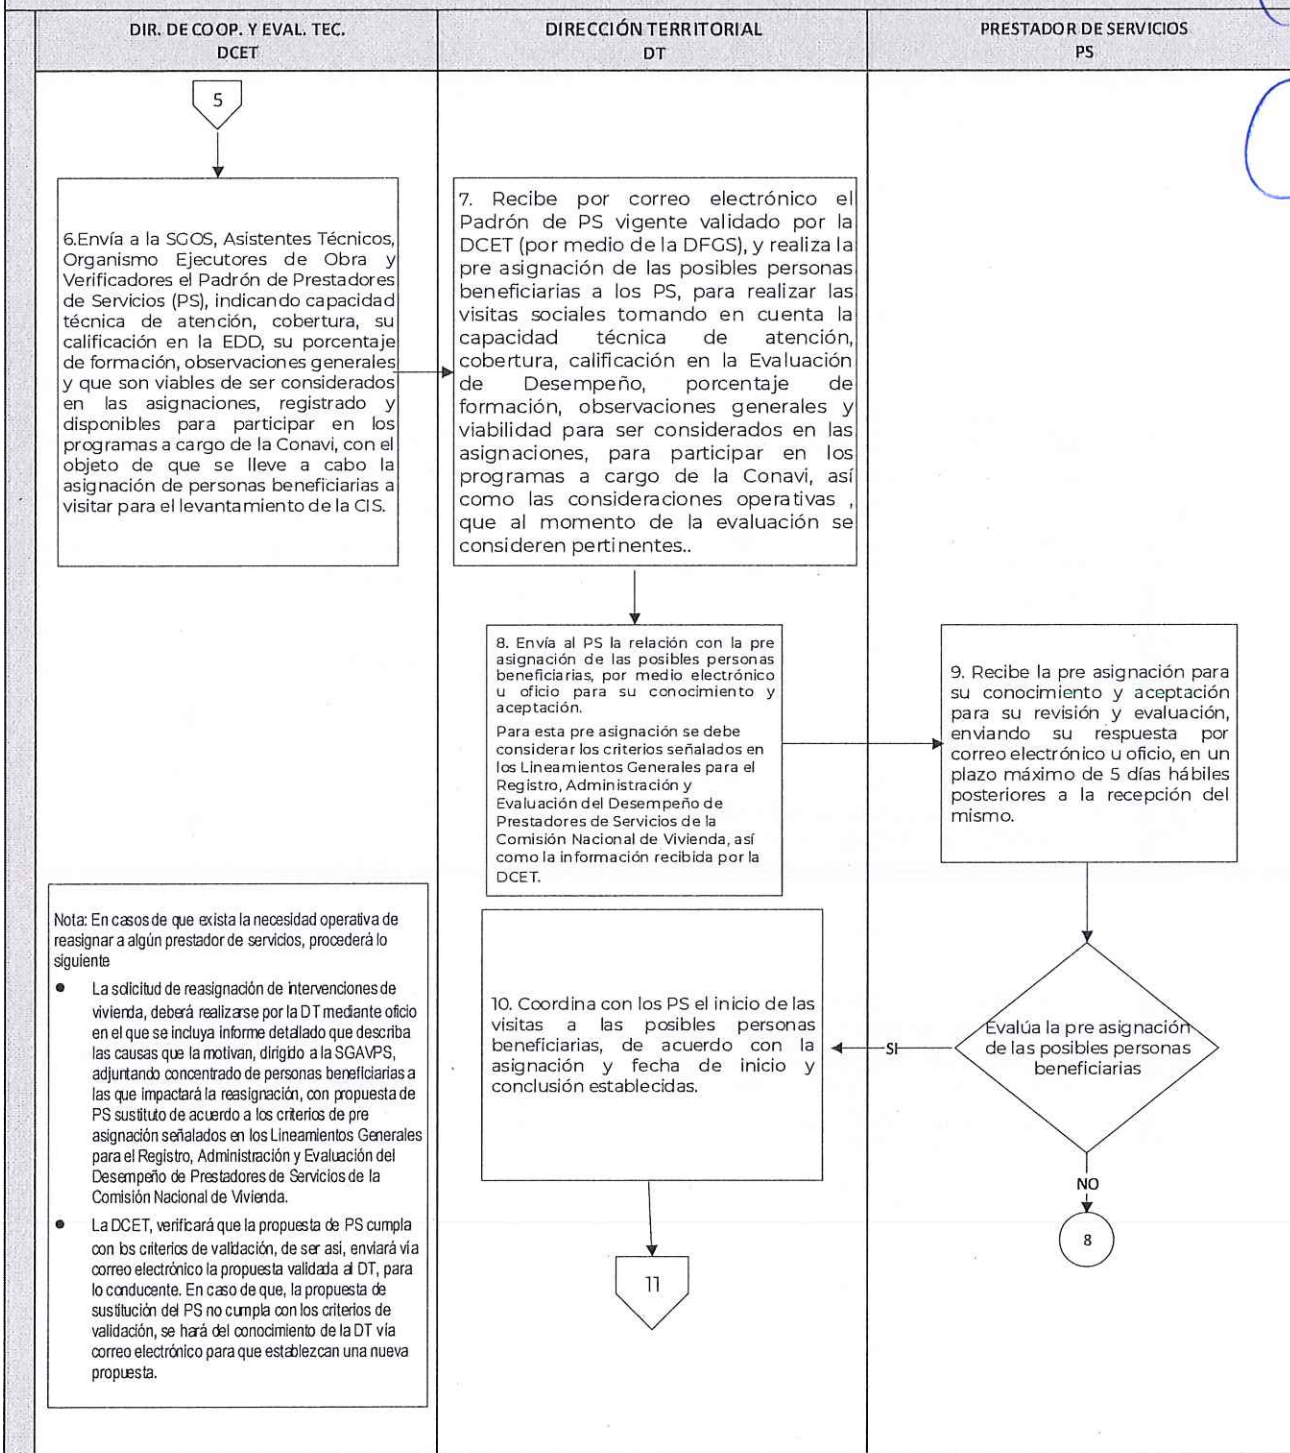 DIR. DE COOP. Y EVAL. TEC.
DCET
DIRECCIÓN TERRITORIAL
DT
PRESTADOR DE SERVICIOS
PS
5
6.Envía a la SGOS, Asistentes Técnicos,
Organismo Ejecutores de Obra y
Verificadores el Padrón de Prestadores
de Servicios (PS), indicando capacidad
técnica de atención, cobertura, su
calificación en la EDD, su porcentaje
de formación, observaciones generales
y que son viables de ser considerados
en las asignaciones, registrado y
disponibles para participar en los
programas a cargo de la Conavi, con el
objeto de que se lleve a cabo la
asignación de personas beneficiarias a
visitar para el levantamiento de la CIS.
7. Recibe por correo electrónico el
Padrón de PS vigente validado por la
DCET (por medio de la DFGS), y realiza la
pre asignación de las posibles personas
beneficiarias a los PS, para realizar las
visitas sociales tomando en cuenta la
capacidad técnica de atención,
cobertura, calificación en la Evaluación
de Desempeño, porcentaje de
formación, observaciones generales y
viabilidad para ser considerados en las
asignaciones, para participar en los
programas a cargo de la Conavi, así
como las consideraciones operativas ,
que al momento de la evaluación se
consideren pertinentes..
8. Envía al PS la relación con la pre
asignación de las posibles personas
beneficiarias, por medio electrónico
u oficio para su conocimiento y
aceptación.
Para esta pre asignación se debe
considerar los criterios señalados en
los Lineamientos Generales para el
Registro, Administración y
Evaluación del Desempeño de
Prestadores de Servicios de la
Comisión Nacional de Vivienda, así
como la información recibida por la
DCET.
9. Recibe la pre asignación para
su conocimiento y aceptación
para su revisión y evaluación,
enviando su respuesta por
correo electrónico u oficio, en un
plazo máximo de 5 días hábiles
posteriores a la recepción del
mismo.
Evalúa la pre asignación
de las posibles personas
beneficiarias
SI
NO
8
10. Coordina con los PS el inicio de las
visitas a las posibles personas
beneficiarias, de acuerdo con la
asignación y fecha de inicio y
conclusión establecidas.
11
Nota: En casos de que exista la necesidad operativa de
reasignar a algún prestador de servicios, procederá lo
siguiente
● La solicitud de reasignación de intervenciones de
vivienda, deberá realizarse por la DT mediante oficio
en el que se incluya informe detallado que describa
las causas que la motivan, dirigido a la SGAVPS,
adjuntando concentrado de personas beneficiarias a
las que impactará la reasignación, con propuesta de
PS sustituto de acuerdo a los criterios de pre
asignación señalados en los Lineamientos Generales
para el Registro, Administración y Evaluación del
Desempeño de Prestadores de Servicios de la
Comisión Nacional de Vivienda.
● La DCET, verificará que la propuesta de PS cumpla
con los criterios de validación, de ser asi, enviará vía
correo electrónico la propuesta validada al DT, para
lo conducente. En caso de que, la propuesta de
sustitución del PS no cumpla con los criterios de
validación, se hará del conocimiento de la DT vía
correo electrónico para que establezcan una nueva
propuesta.